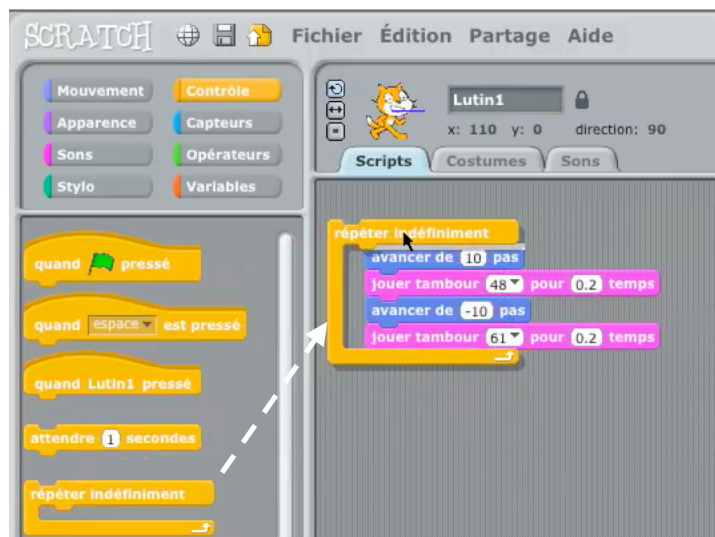 SCRATCH Fichier Édition Partage Aide
Mouvement Contrôle
Apparence Capteurs
Sons Opérateurs
Stylo Variables
Lutin1
x: 110 y: 0 direction: 90
Scripts Costumes Sons
quand pressé
quand espace est pressé
quand Lutin1 pressé
attendre 1 secondes
répéter indéfiniment
répéter indéfiniment
avancer de 10 pas
jouer tambour 48 pour 0.2 temps
avancer de -10 pas
jouer tambour 61 pour 0.2 temps